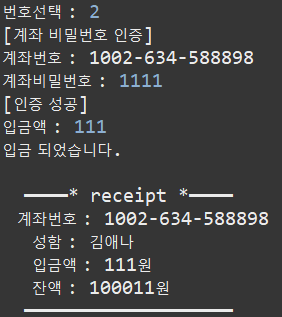 번호선택 : 2
[계좌 비밀번호 인증]
계좌번호 : 1002-634-588898
계좌비밀번호 : 1111
[인증 성공]
입금액 : 111
입금 되었습니다.
━━━━━* receipt *━━━━━
계좌번호 : 1002-634-588898
성함 : 김애나
입금액 : 111원
잔액 : 100011원
━━━━━━━━━━━━━━━━━━━━━